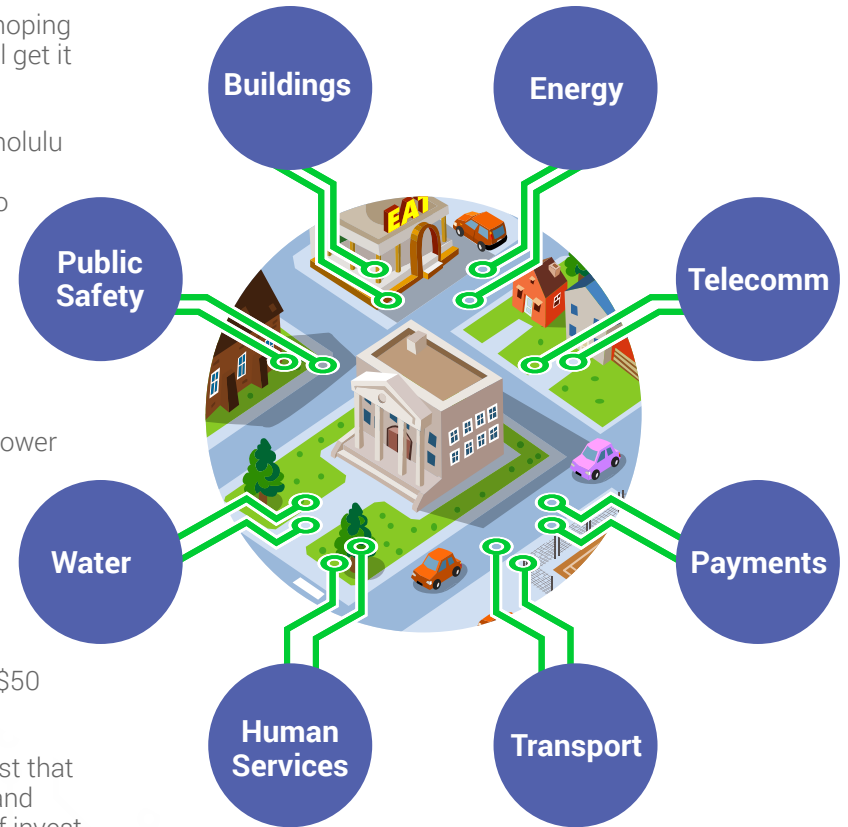 hoping
l get it
nolulu
ower
$50
st that
and
f invest
Buildings
Energy
EAT
Public
Safety
Telecomm
Water
Payments
Human
Services
Transport